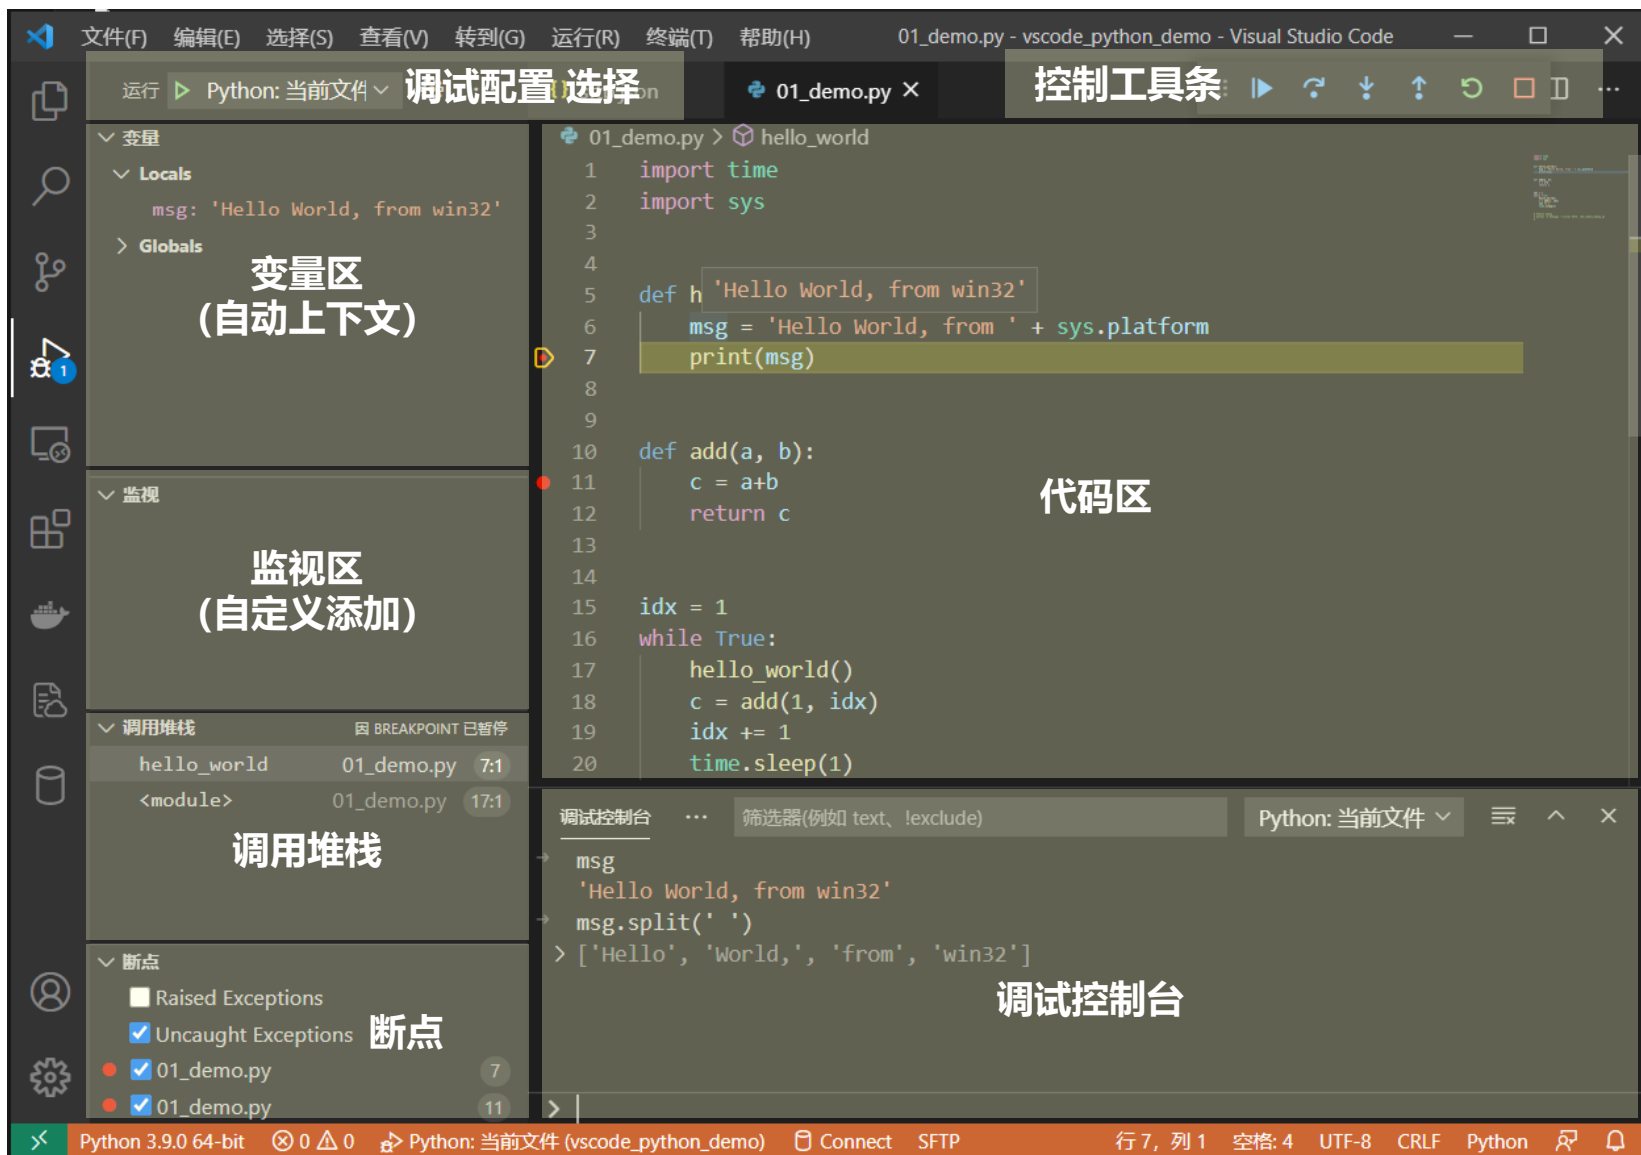 文件(F) 编辑(E) 选择(S) 查看(V) 转到(G) 运行(R) 终端(T) 帮助(H) 01_demo.py - vscode_python_demo - Visual Studio Code
运行 Python: 当前文件 调试配置 选择 01_demo.py 控制工具条
变量
Locals
msg: 'Hello World, from win32'
Globals
变量区
(自动上下文)
1
监视
监视区
(自定义添加)
调用堆栈 因 BREAKPOINT 已暂停
hello_world 01_demo.py 7:1
<module> 01_demo.py 17:1
调用堆栈
断点
Raised Exceptions
Uncaught Exceptions
断点
01_demo.py 7
01_demo.py 11
01_demo.py > hello_world
1 import time
2 import sys
3
4
5 def h
'Hello World, from win32'
6 msg = 'Hello World, from ' + sys.platform
7 print(msg)
8
9
10 def add(a, b):
11 c = a+b
12 return c
代码区
13
14
15 idx = 1
16 while True:
17 hello_world()
18 c = add(1, idx)
19 idx += 1
20 time.sleep(1)
调试控制台 ··· 筛选器(例如 text、!exclude) Python: 当前文件
msg
'Hello World, from win32'
msg.split(' ')
> ['Hello', 'World,', 'from', 'win32']
调试控制台
>
Python 3.9.0 64-bit 0 0 Python: 当前文件 (vscode_python_demo) Connect SFTP 行 7，列 1 空格: 4 UTF-8 CRLF Python